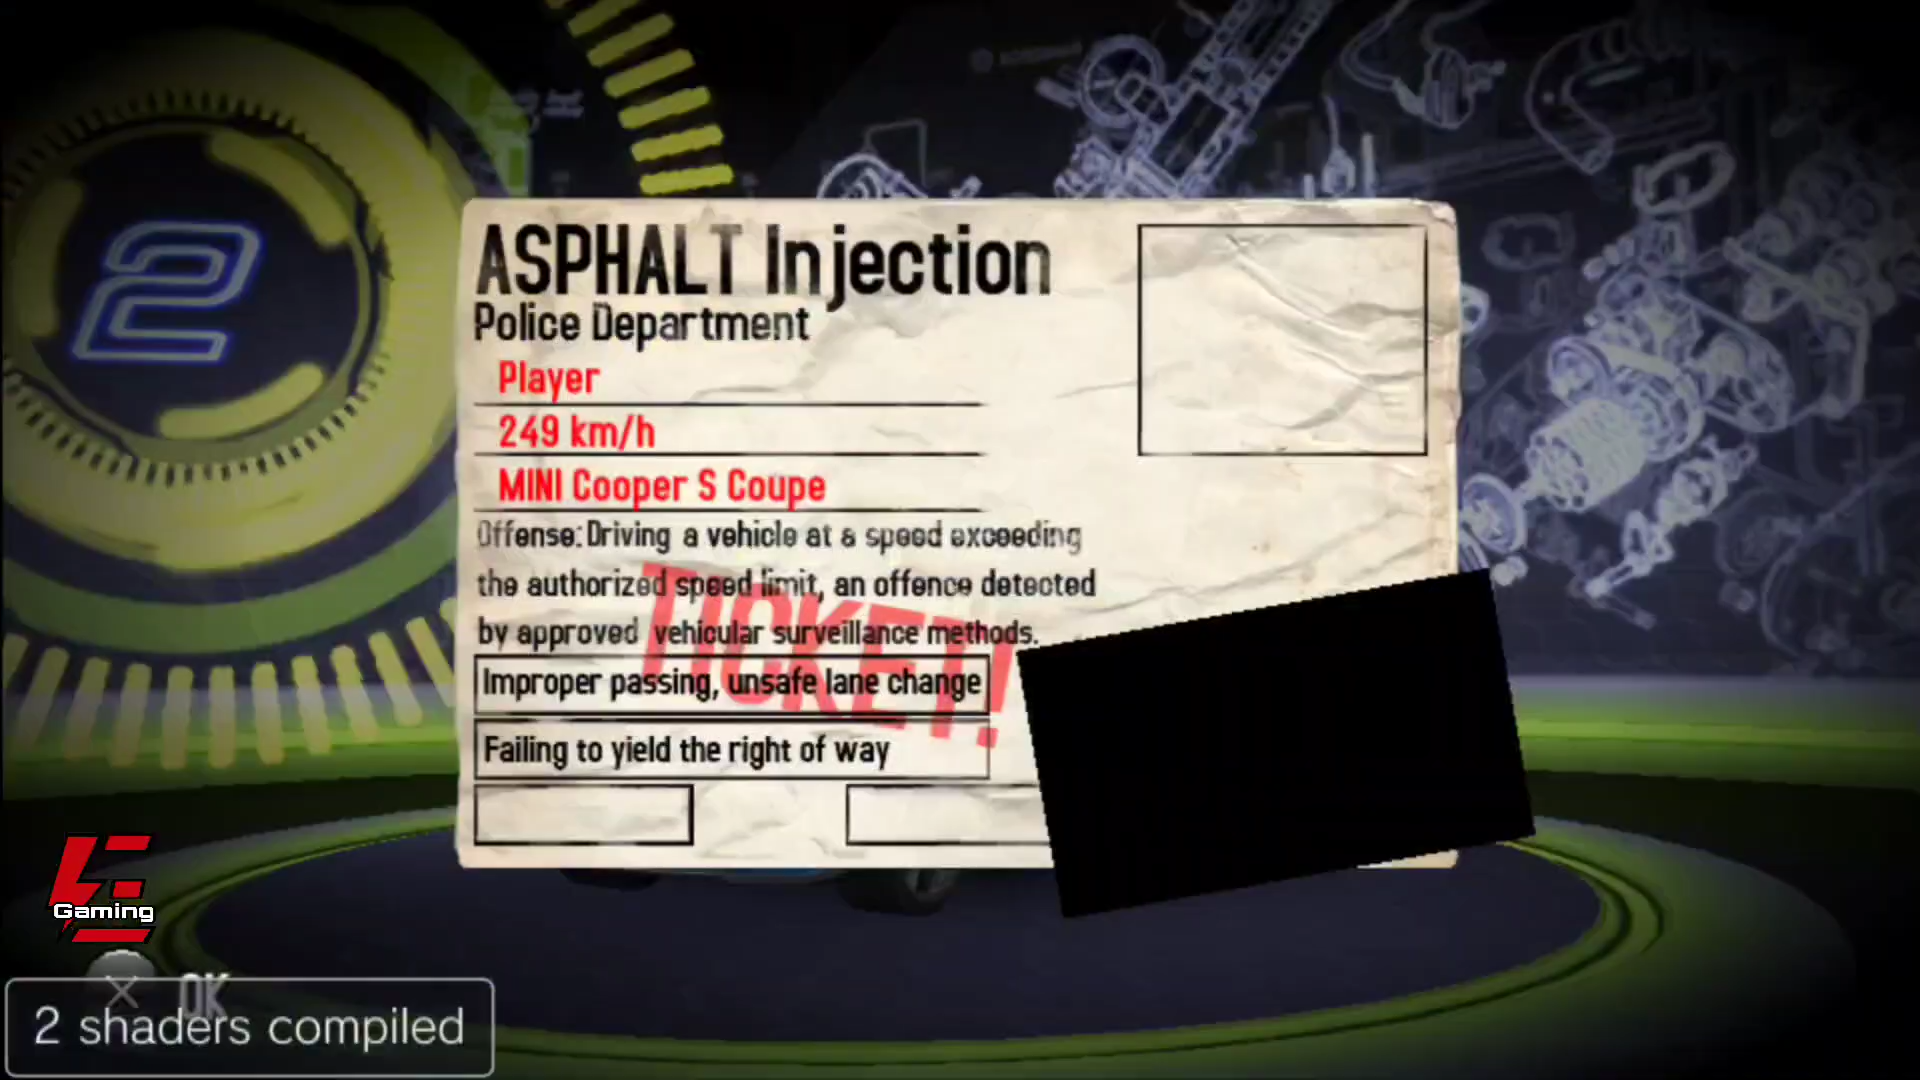 2
ASPHALT Injection
Police Department
Player
249 km/h
MINI Cooper S Coupe
Offense: Driving a vehicle at a speed exceeding
the authorized speed limit, an offence detected
by approved vehicular surveillance methods.
TICKET!
Improper passing, unsafe lane change
Failing to yield the right of way
LE
Gaming
OK
2 shaders compiled